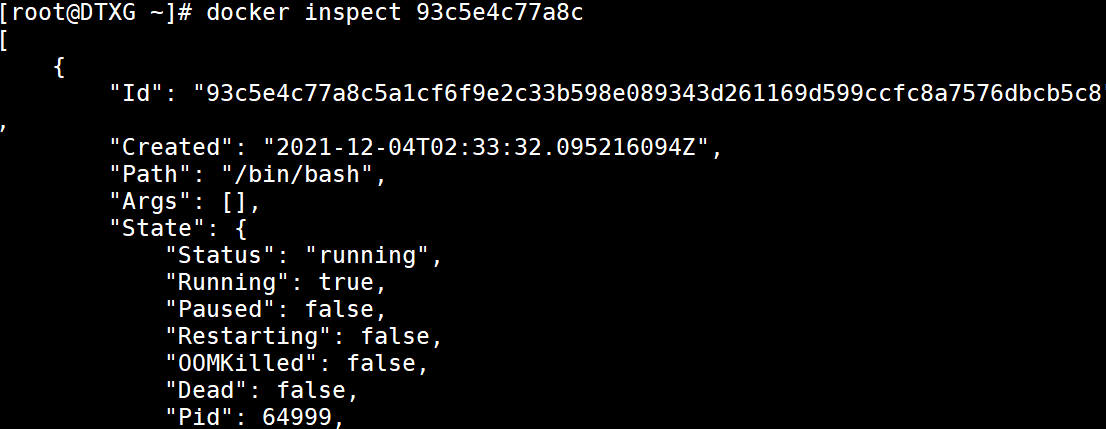 [root@DTXG ~]# docker inspect 93c5e4c77a8c
[
    {
        "Id": "93c5e4c77a8c5a1cf6f9e2c33b598e089343d261169d599ccfc8a7576dbcb5c8"
,
        "Created": "2021-12-04T02:33:32.095216094Z",
        "Path": "/bin/bash",
        "Args": [],
        "State": {
            "Status": "running",
            "Running": true,
            "Paused": false,
            "Restarting": false,
            "OOMKilled": false,
            "Dead": false,
            "Pid": 64999,